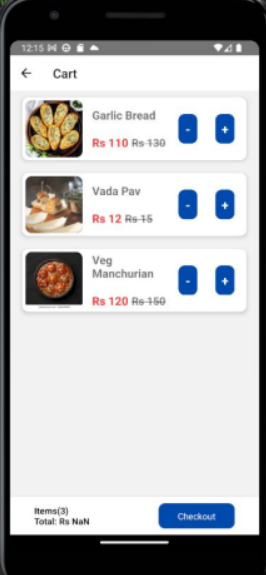 12:15
Cart
Garlic Bread
- +
Rs 110 Rs 130
Vada Pav
- +
Rs 12 Rs 15
Veg
Manchurian
- +
Rs 120 Rs 150
Items(3)
Total: Rs NaN
Checkout